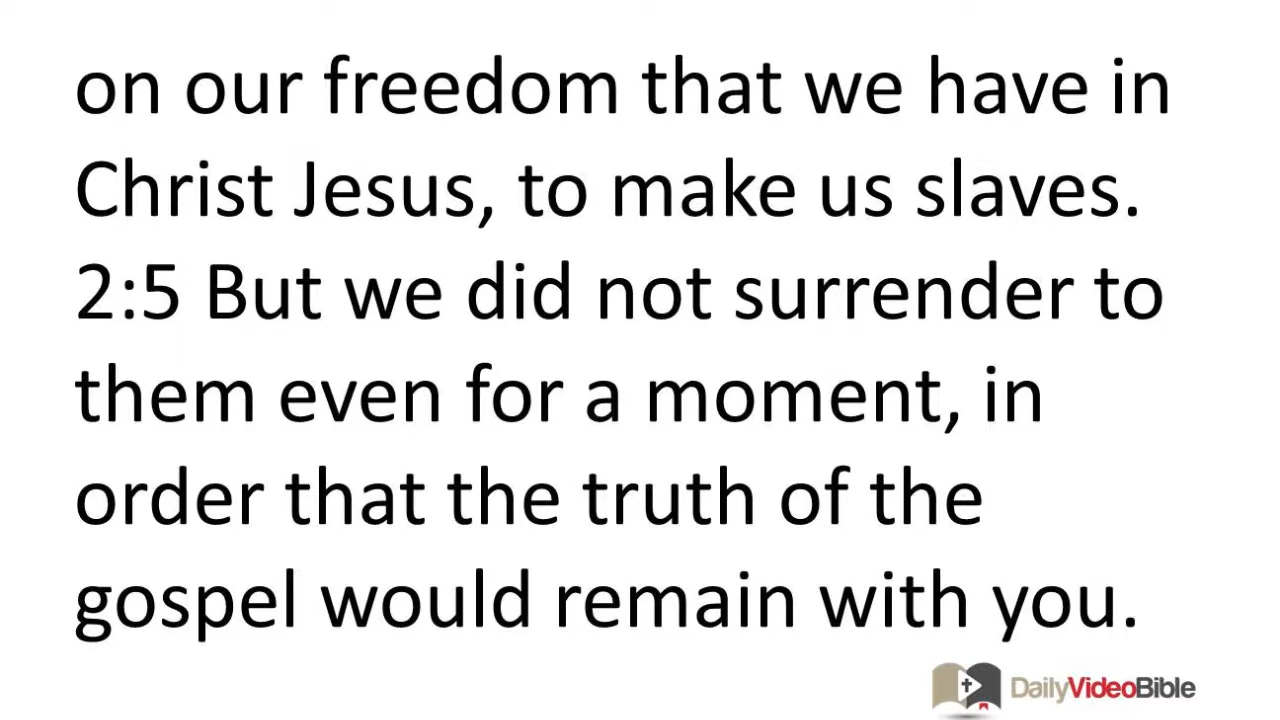 on our freedom that we have in
Christ Jesus, to make us slaves.
2:5 But we did not surrender to
them even for a moment, in
order that the truth of the
gospel would remain with you.
DailyVideoBible